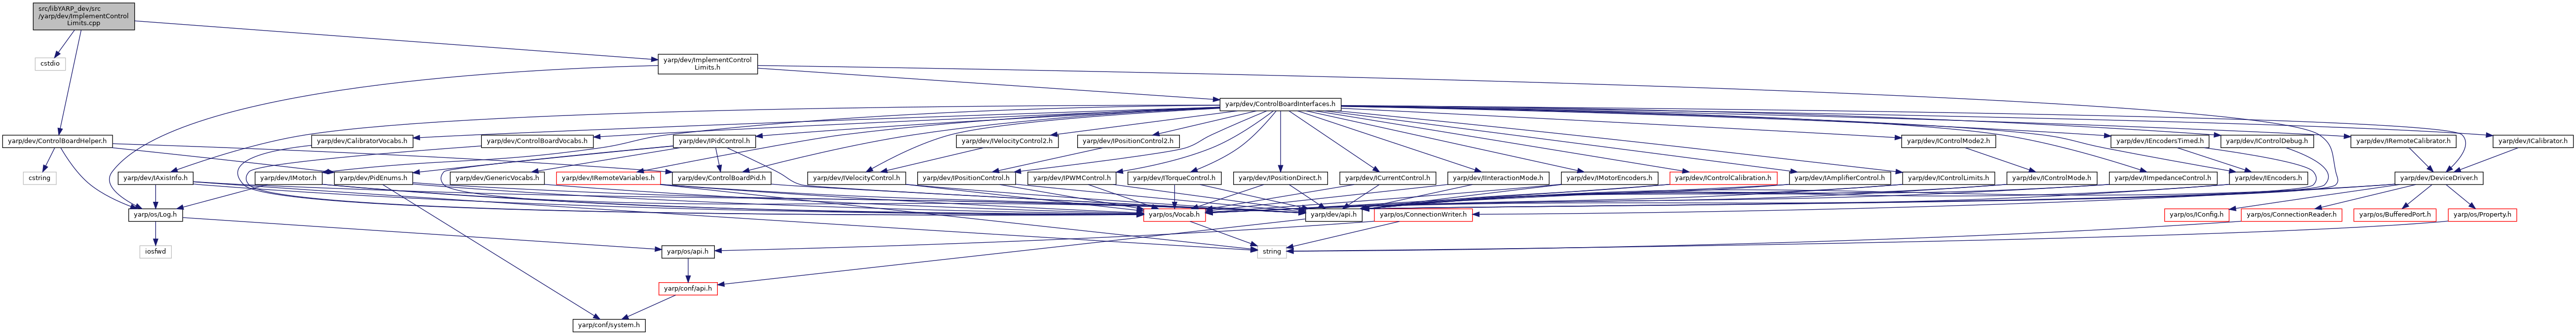 src/libYARP_dev/src
/yarp/dev/ImplementControl
Limits.cpp
cstdio
yarp/dev/ImplementControl
Limits.h
yarp/dev/ControlBoardInterfaces.h
yarp/dev/ControlBoardHelper.h
yarp/dev/CalibratorVocabs.h
yarp/dev/ControlBoardVocabs.h
yarp/dev/IPidControl.h
yarp/dev/IVelocityControl2.h
yarp/dev/IPositionControl2.h
yarp/dev/IControlMode2.h
yarp/dev/IEncodersTimed.h
yarp/dev/IControlDebug.h
yarp/dev/IRemoteCalibrator.h
yarp/dev/ICalibrator.h
cstring
yarp/dev/IAxisInfo.h
yarp/dev/IMotor.h
yarp/dev/PidEnums.h
yarp/dev/GenericVocabs.h
yarp/dev/IRemoteVariables.h
yarp/dev/ControlBoardPid.h
yarp/dev/IVelocityControl.h
yarp/dev/IPositionControl.h
yarp/dev/IPWMControl.h
yarp/dev/ITorqueControl.h
yarp/dev/IPositionDirect.h
yarp/dev/ICurrentControl.h
yarp/dev/IInteractionMode.h
yarp/dev/IMotorEncoders.h
yarp/dev/IControlCalibration.h
yarp/dev/IAmplifierControl.h
yarp/dev/IControlLimits.h
yarp/dev/IControlMode.h
yarp/dev/IImpedanceControl.h
yarp/dev/IEncoders.h
yarp/dev/DeviceDriver.h
yarp/os/Log.h
yarp/os/Vocab.h
yarp/dev/api.h
yarp/os/ConnectionWriter.h
yarp/os/IConfig.h
yarp/os/ConnectionReader.h
yarp/os/BufferedPort.h
yarp/os/Property.h
iosfwd
yarp/os/api.h
string
yarp/conf/api.h
yarp/conf/system.h